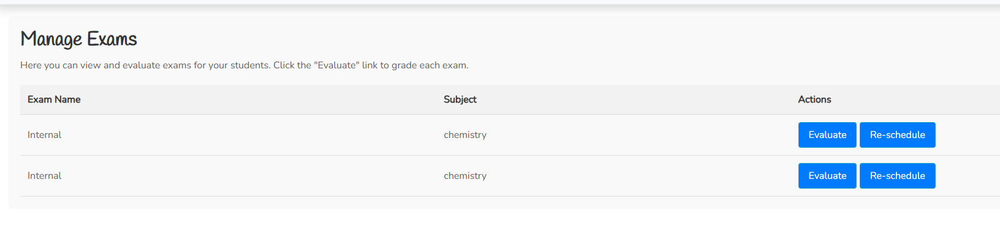 Manage Exams
Here you can view and evaluate exams for your students. Click the "Evaluate" link to grade each exam.
Exam Name Subject Actions
Internal chemistry Evaluate Re-schedule
Internal chemistry Evaluate Re-schedule